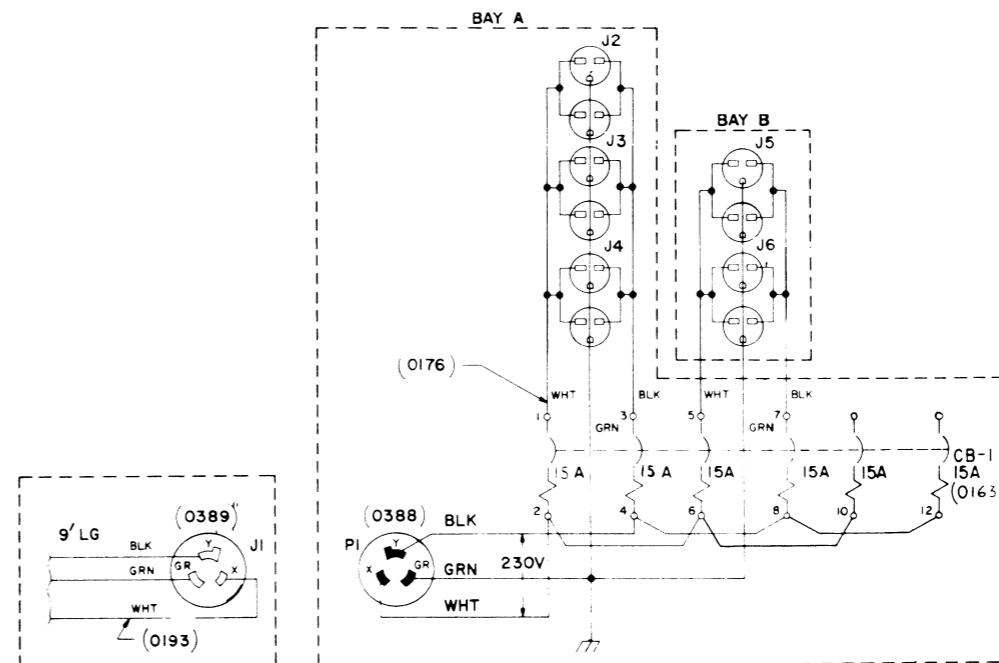 BAY A
J2
J3
J4
BAY B
J5
J6
(0176)
WHT
BLK
WHT
BLK
1
3
5
7
GRN
GRN
15 A
15 A
15A
15A
15A
CB-1
15A
(0163
2
4
6
8
10
12
9' LG
(0389)
J1
BLK
Y
GRN
GR
X
WHT
(0193)
(0388)
P1
BLK
Y
X
GR
GRN
230V
WHT